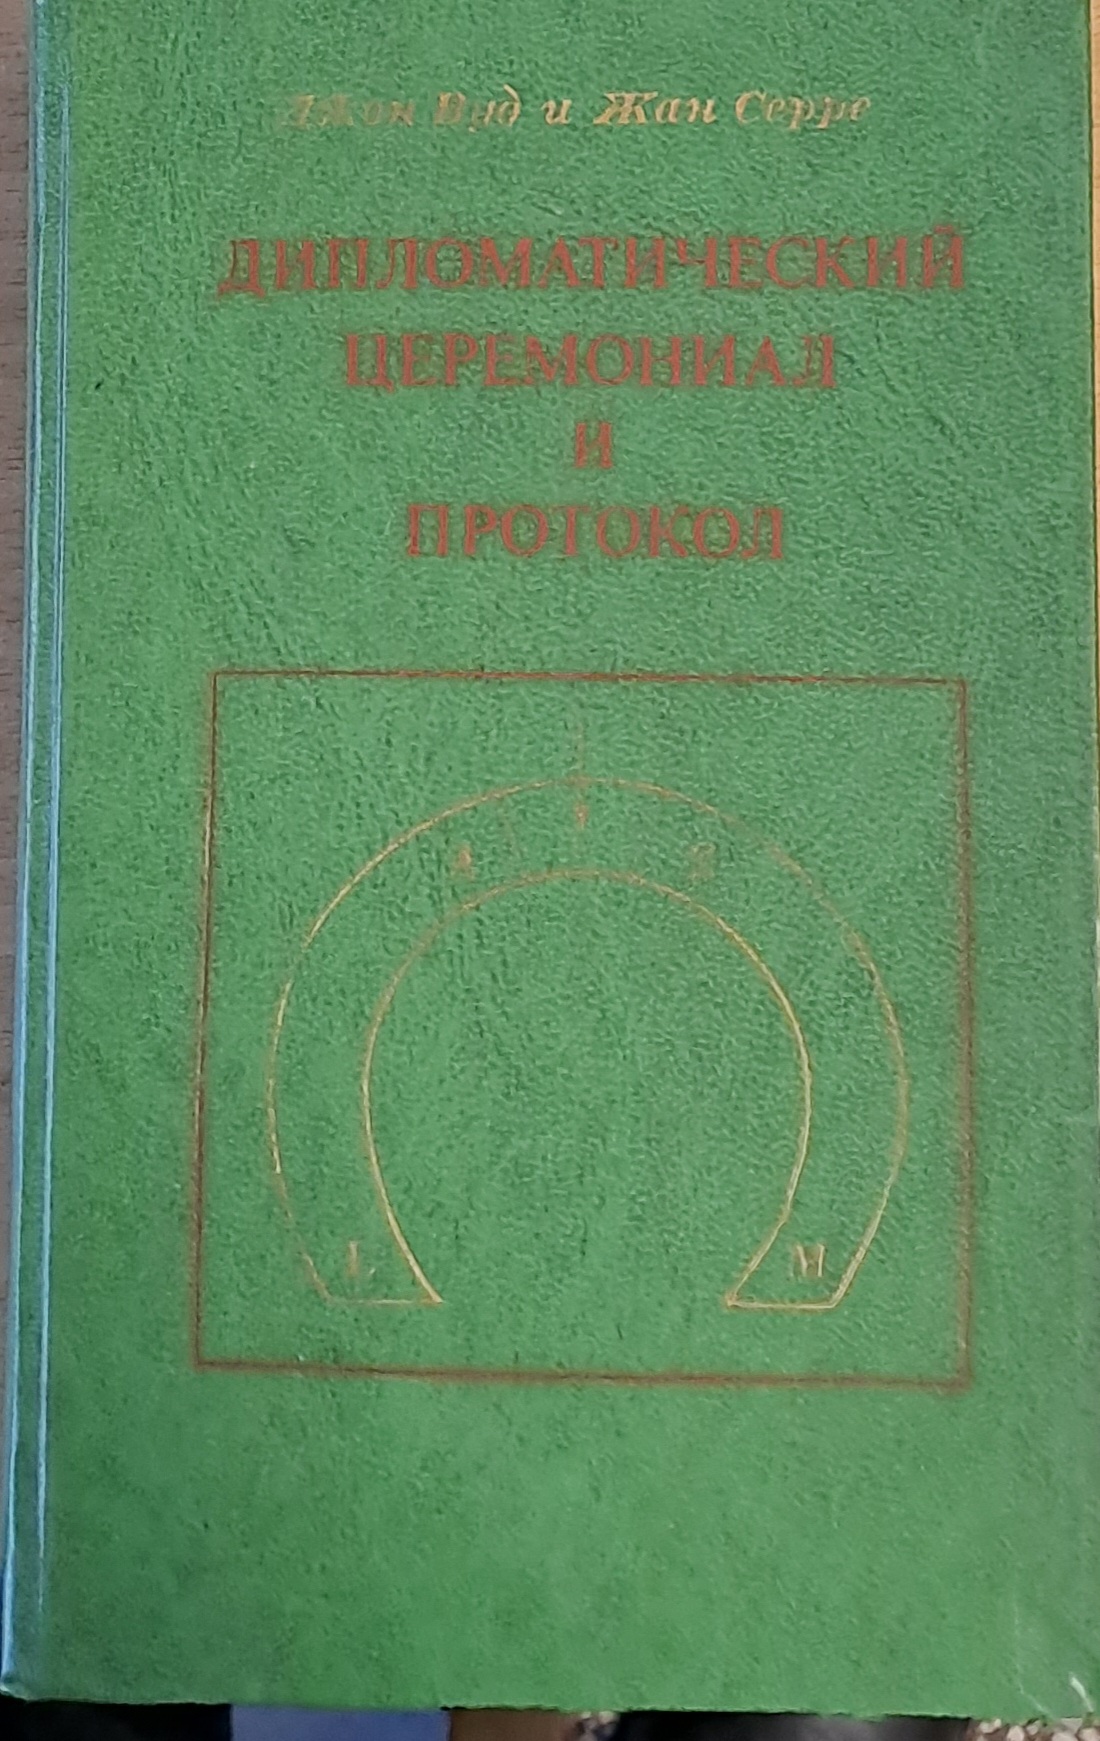 Джон Вуд и Жан Серре
ДИПЛОМАТИЧЕСКИЙ
ЦЕРЕМОНИАЛ
И
ПРОТОКОЛ
A
L M